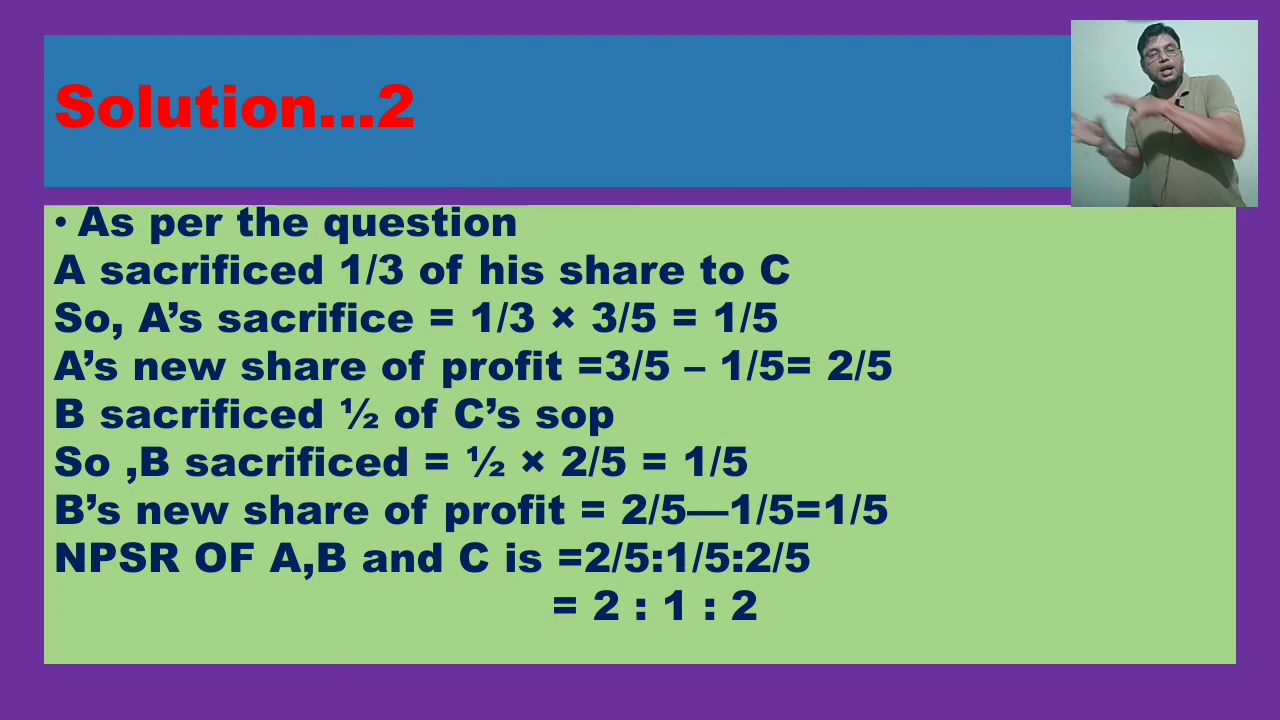 Solution...2
• As per the question
A sacrificed 1/3 of his share to C
So, A’s sacrifice = 1/3 × 3/5 = 1/5
A’s new share of profit =3/5 – 1/5= 2/5
B sacrificed ½ of C’s sop
So ,B sacrificed = ½ × 2/5 = 1/5
B’s new share of profit = 2/5—1/5=1/5
NPSR OF A,B and C is =2/5:1/5:2/5
= 2 : 1 : 2